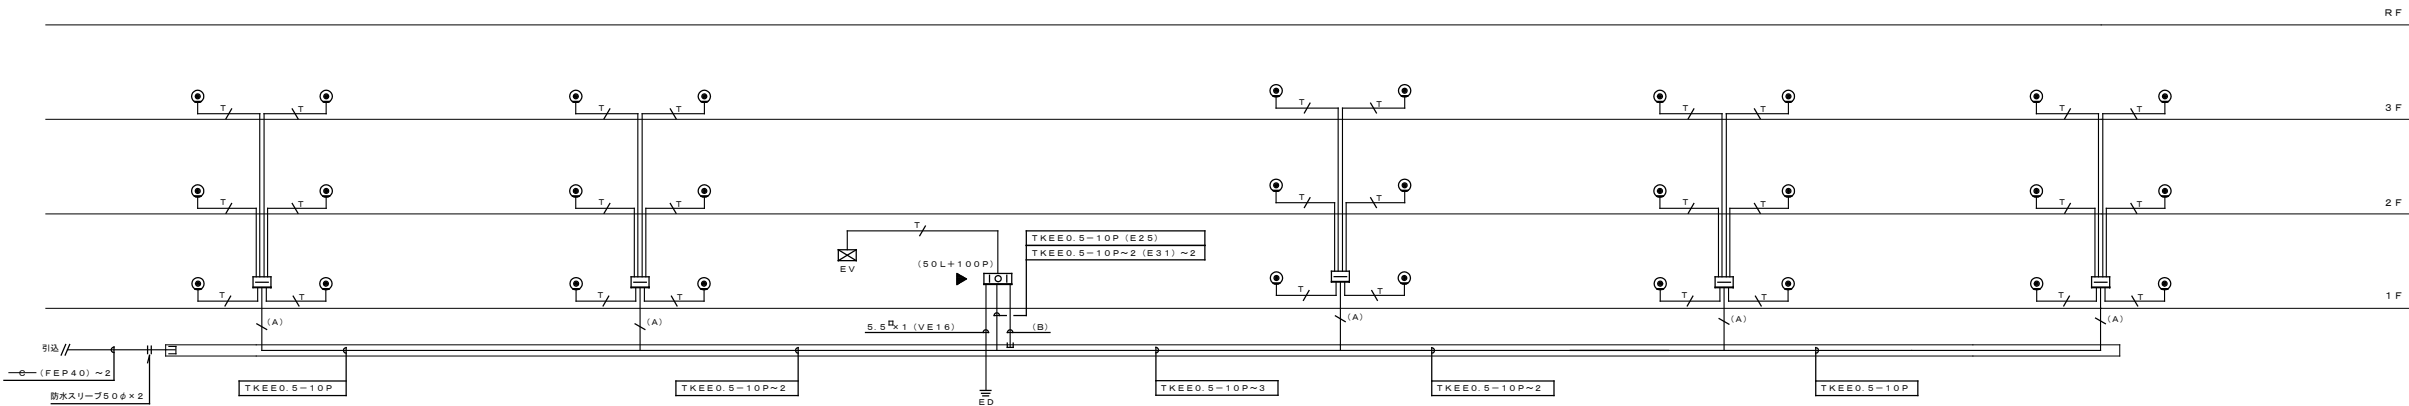 RF
T T T T T T T T T T
3F
T T T T T T T T T T
2F
T
TKEE0.5-10P (E25)
TKEE0.5-10P~2 (E31) ~2
(50L+100P)
EV
T T T T T T T T T T
1F
(A) (A) (A) (A) (A)
5.5□×1 (VE16)
(B)
引込
C (FEP40) ~2
防水スリーブ50φ×2
TKEE0.5-10P
TKEE0.5-10P~2
ED
TKEE0.5-10P~3
TKEE0.5-10P~2
TKEE0.5-10P